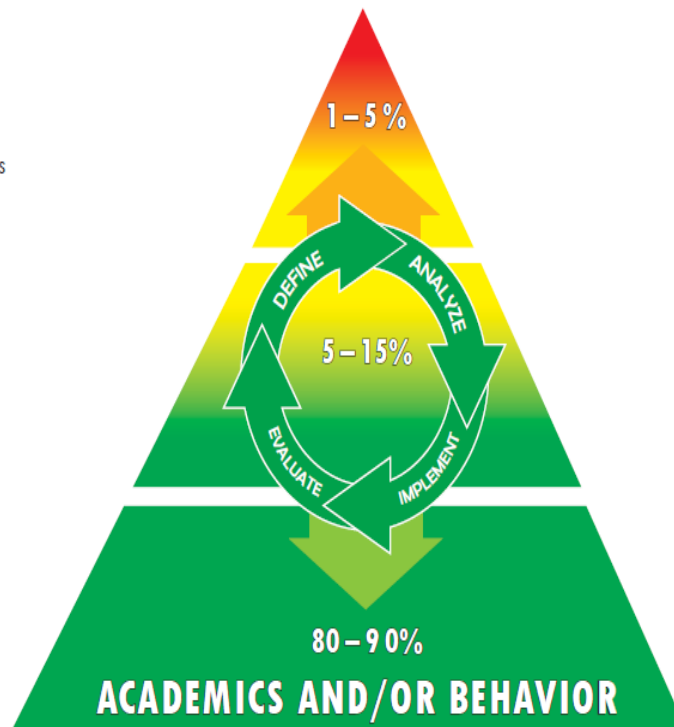 1–5%
DEFINE
ANALYZE
5–15%
EVALUATE
IMPLEMENT
80–90%
ACADEMICS AND/OR BEHAVIOR